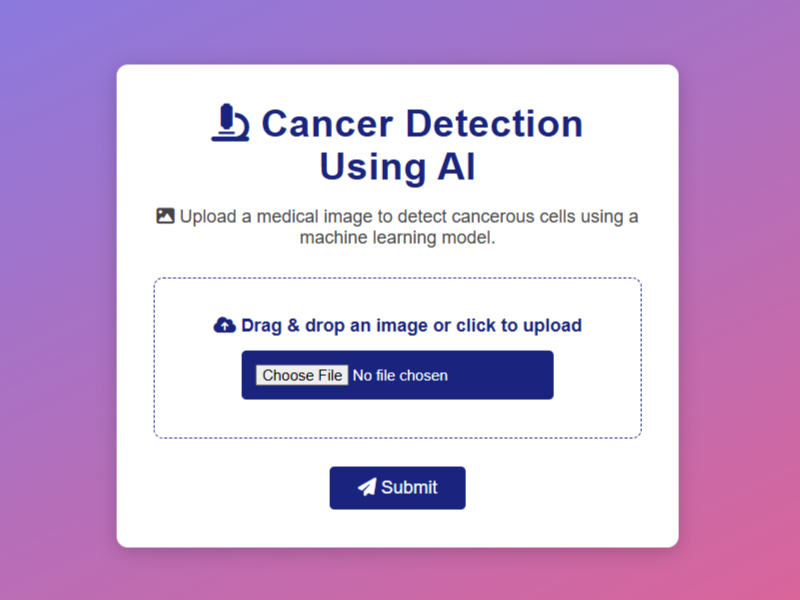 Cancer Detection
Using AI
Upload a medical image to detect cancerous cells using a
machine learning model.
Drag & drop an image or click to upload
Choose File No file chosen
Submit